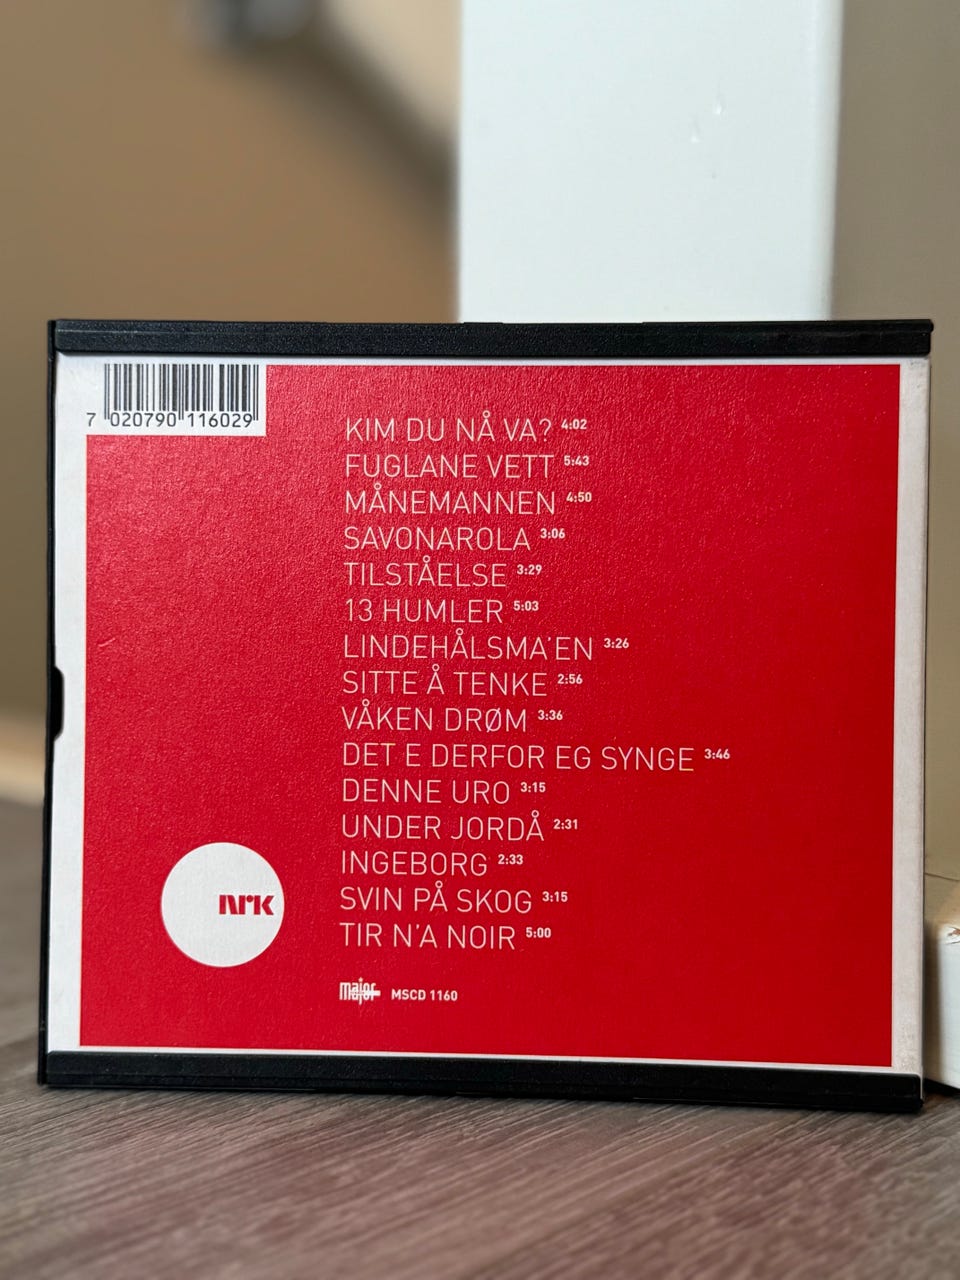 7 020790 116029
KIM DU NÅ VA? 4:02
FUGLANE VETT 5:43
MÅNEMANNEN 4:50
SAVONAROLA 3:06
TILSTÅELSE 3:29
13 HUMLER 5:03
LINDEHÅLSMA'EN 3:26
SITTE Å TENKE 2:56
VÅKEN DRØM 3:36
DET E DERFOR EG SYNGE 3:46
DENNE URO 3:15
UNDER JORDÅ 2:31
INGEBORG 2:33
SVIN PÅ SKOG 3:15
TIR N'A NOIR 5:00
NRK
major MSCD 1160